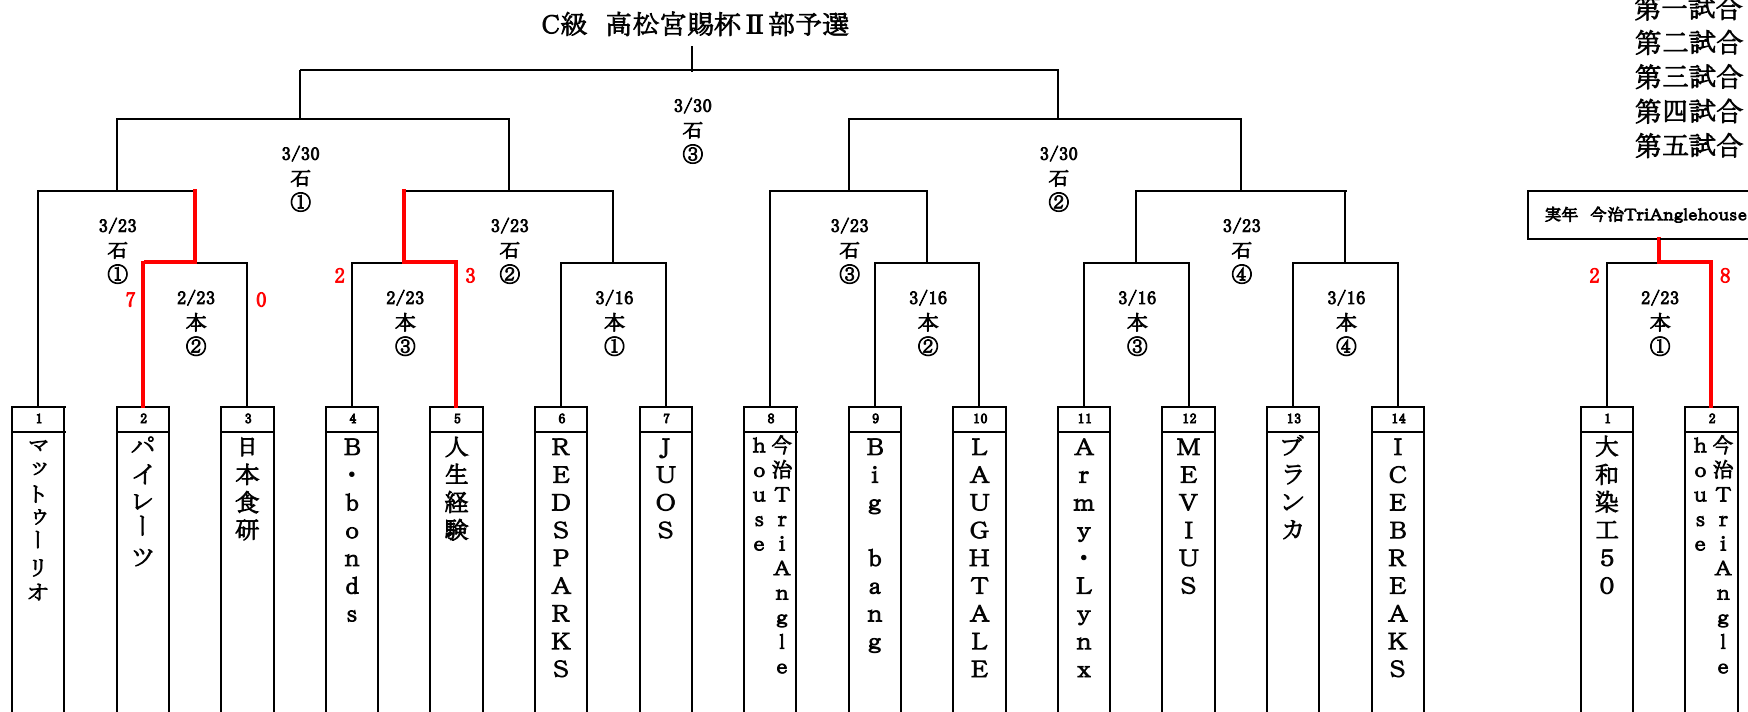 C級 高松宮賜杯Ⅱ部予選
第一試合
第二試合
第三試合
第四試合
第五試合
3/30
石
③
3/30
石
①
3/30
石
②
3/23
石
①
3/23
石
②
3/23
石
③
3/23
石
④
実年 今治TriAnglehouse
7
2/23
本
②
0
2
2/23
本
③
3
3/16
本
①
3/16
本
②
3/16
本
③
3/16
本
④
2
2/23
本
①
8
1
マットゥーリオ
2
パイレーツ
3
日本食研
4
B・bonds
5
人生経験
6
REDSPARKS
7
JUOS
8
今治TriAngle
house
9
Big bang
10
LAUGHTALE
11
Army・Lynx
12
MEVIUS
13
ブランカ
14
ICEBREAKS
1
大和染工50
2
今治TriAngle
house